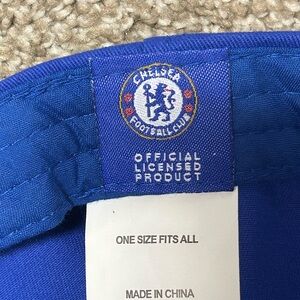 CHELSEA
FOOTBALL CLUB
OFFICIAL
LICENSED
PRODUCT
ONE SIZE FITS ALL
MADE IN CHINA